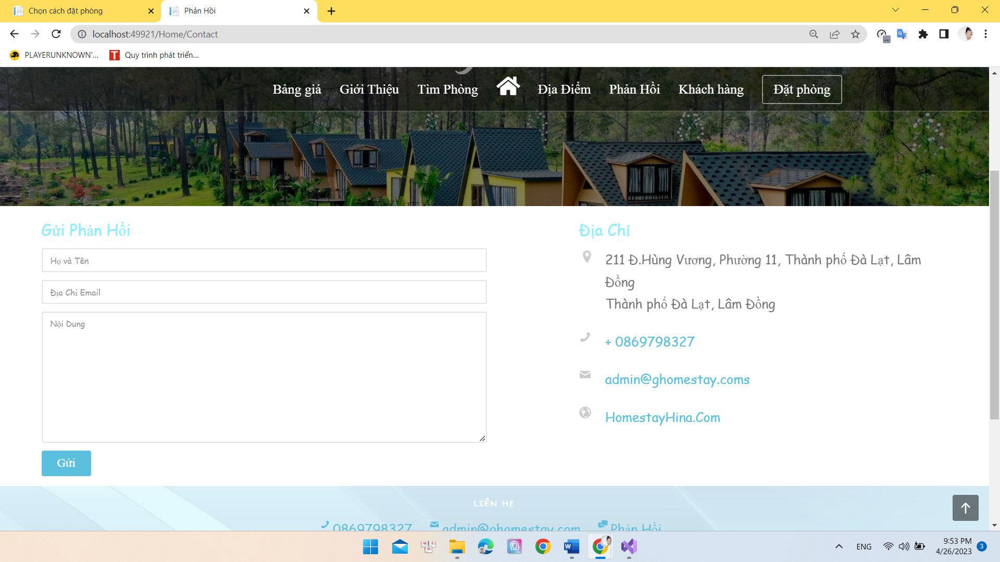 Chọn cách đặt phòng
Phản Hồi
localhost:49921/Home/Contact
PLAYERUNKNOWN'...
Quy trình phát triển...
Bảng giá
Giới Thiệu
Tìm Phòng
Địa Điểm
Phản Hồi
Khách hàng
Đặt phòng
Gửi Phản Hồi
Họ và Tên
Địa Chỉ Email
Nội Dung
Gửi
Địa Chỉ
211 Đ.Hùng Vương, Phường 11, Thành phố Đà Lạt, Lâm
Đồng
Thành phố Đà Lạt, Lâm Đồng
+ 0869798327
admin@ghomestay.coms
HomestayHina.Com
LIÊN HỆ
0869798327
admin@ghomestay.com
Phản Hồi
ENG
9:53 PM
4/26/2023
3